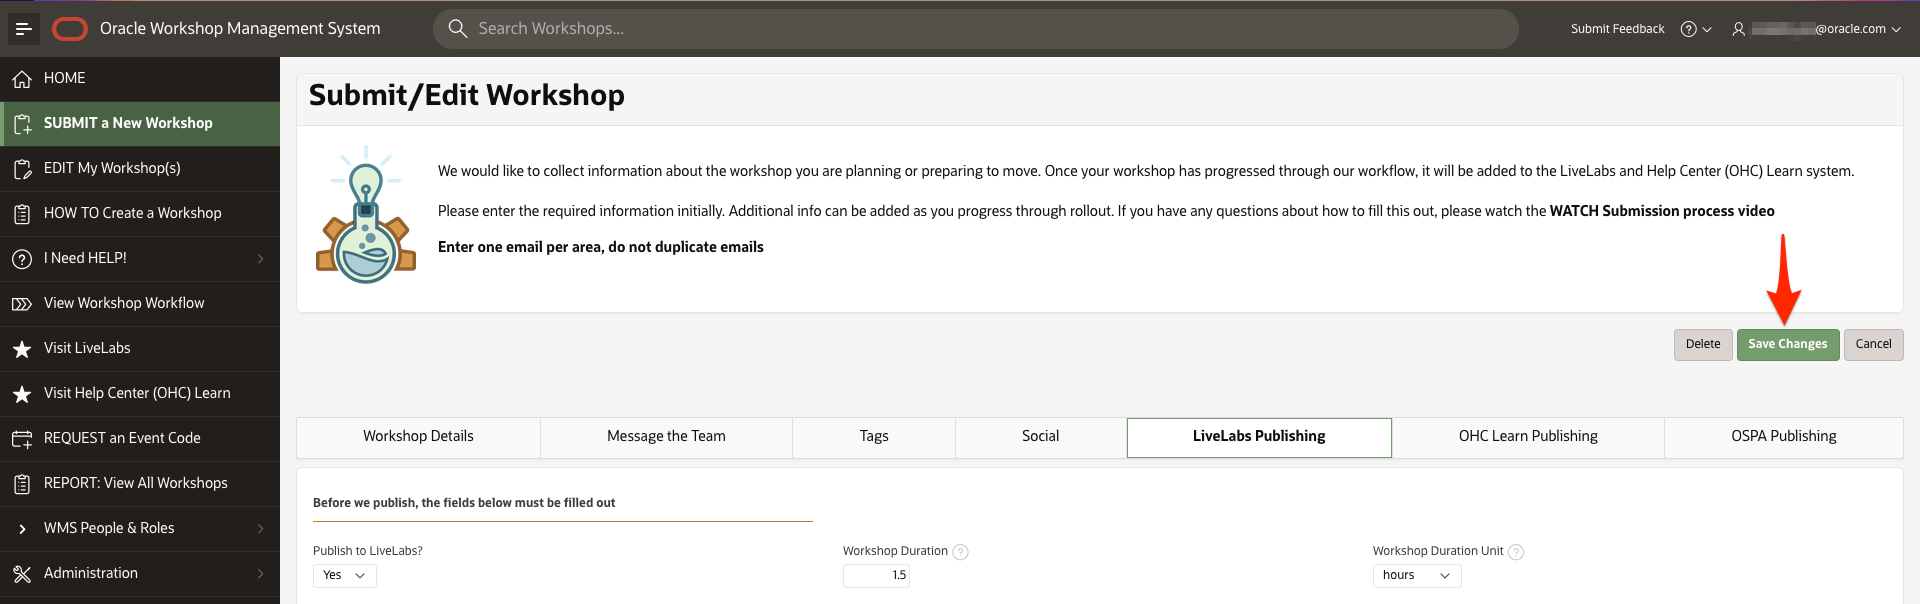 Oracle Workshop Management System
Search Workshops...
Submit Feedback
@oracle.com
HOME
SUBMIT a New Workshop
EDIT My Workshop(s)
HOW TO Create a Workshop
I Need HELP!
View Workshop Workflow
Visit LiveLabs
Visit Help Center (OHC) Learn
REQUEST an Event Code
REPORT: View All Workshops
WMS People & Roles
Administration
Submit/Edit Workshop
We would like to collect information about the workshop you are planning or preparing to move. Once your workshop has progressed through our workflow, it will be added to the LiveLabs and Help Center (OHC) Learn system.
Please enter the required information initially. Additional info can be added as you progress through rollout. If you have any questions about how to fill this out, please watch the WATCH Submission process video
Enter one email per area, do not duplicate emails
Delete
Save Changes
Cancel
Workshop Details
Message the Team
Tags
Social
LiveLabs Publishing
OHC Learn Publishing
OSPA Publishing
Before we publish, the fields below must be filled out
Publish to LiveLabs?
Yes
Workshop Duration
1.5
Workshop Duration Unit
hours